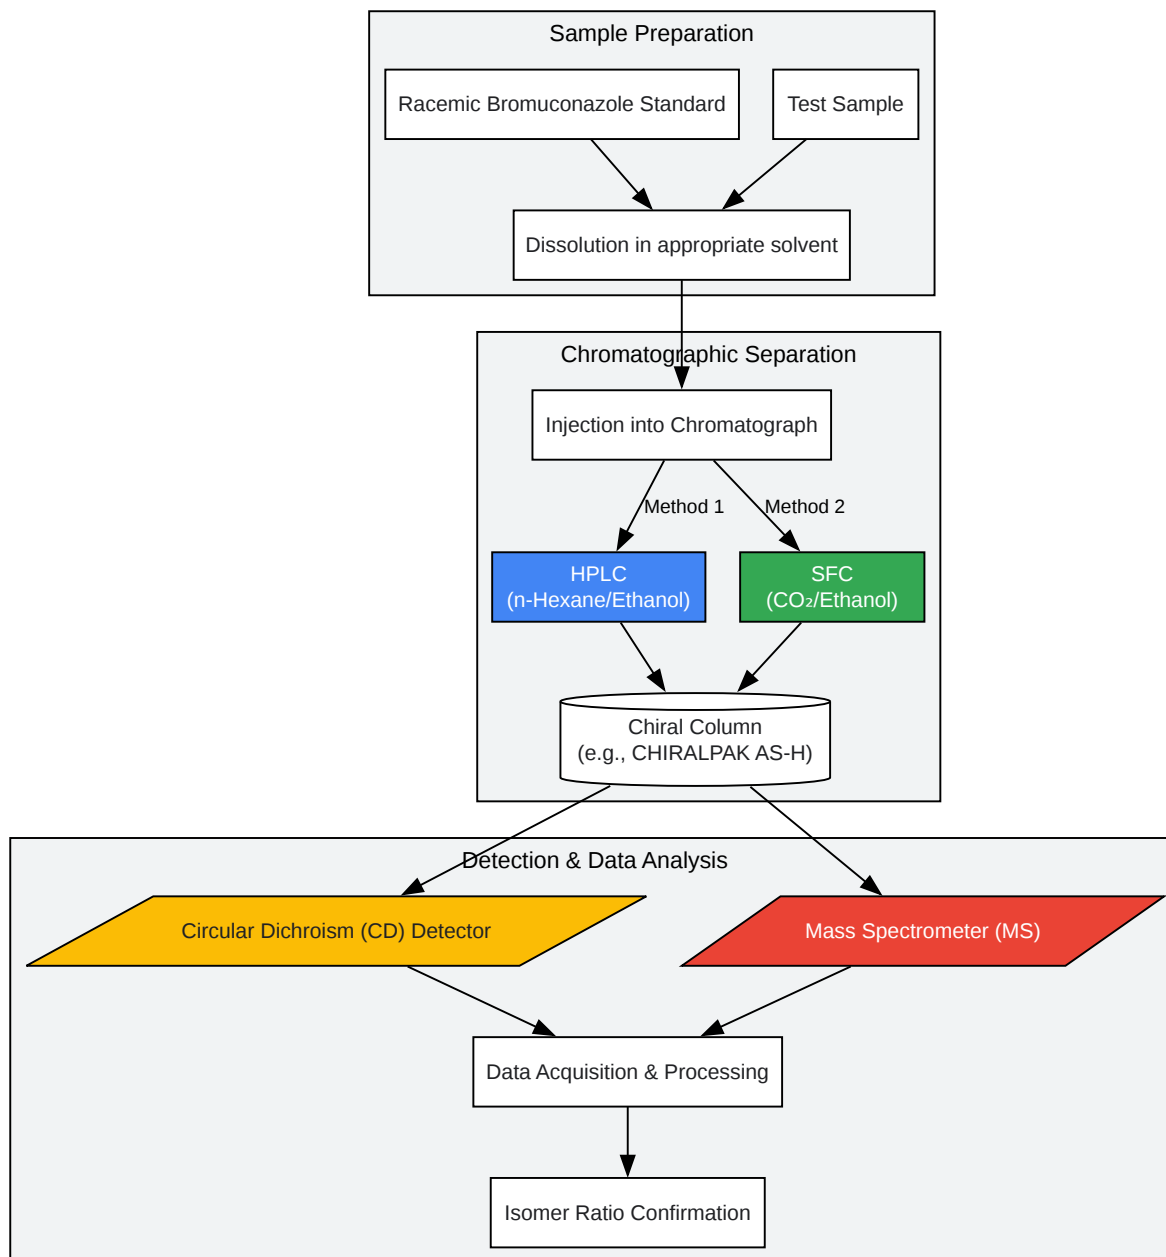 Sample Preparation
Racemic Bromuconazole Standard
Test Sample
Dissolution in appropriate solvent
Chromatographic Separation
Injection into Chromatograph
Method 1
Method 2
HPLC
(n-Hexane/Ethanol)
SFC
(CO₂/Ethanol)
Chiral Column
(e.g., CHIRALPAK AS-H)
Detection & Data Analysis
Circular Dichroism (CD) Detector
Mass Spectrometer (MS)
Data Acquisition & Processing
Isomer Ratio Confirmation